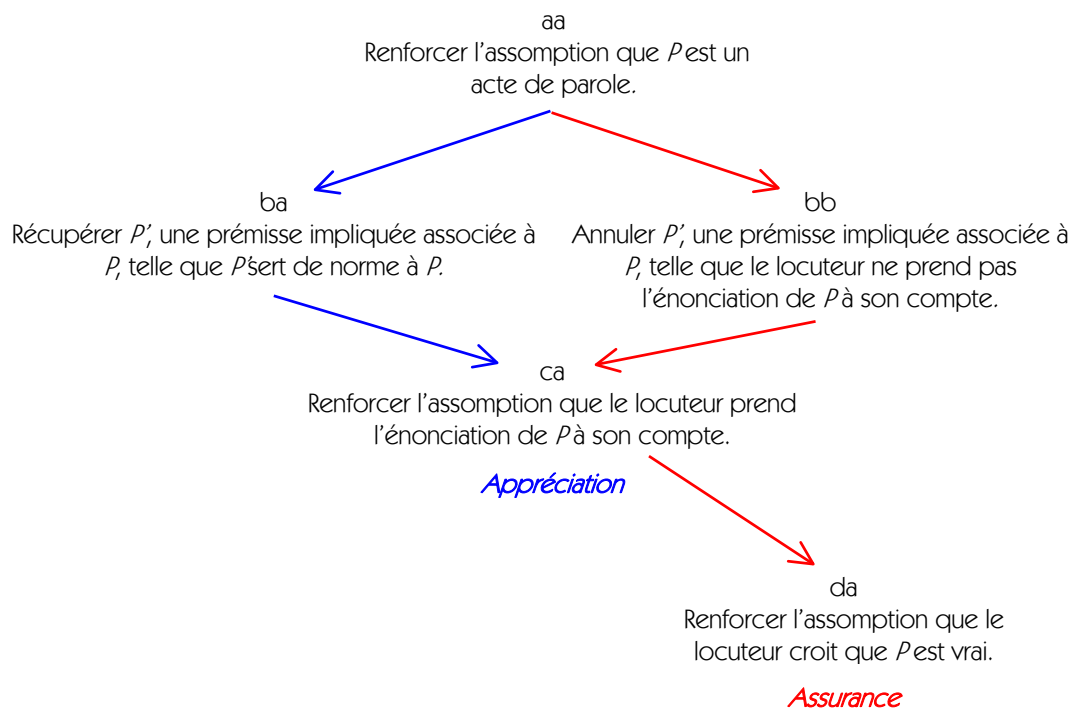 aa
Renforcer l’assomption que P est un
acte de parole.
ba
Récupérer P’, une prémisse impliquée associée à
P, telle que P’sert de norme à P.
bb
Annuler P’, une prémisse impliquée associée à
P, telle que le locuteur ne prend pas
l’énonciation de P à son compte.
ca
Renforcer l’assomption que le locuteur prend
l’énonciation de P à son compte.
Appréciation
da
Renforcer l’assomption que le
locuteur croit que P est vrai.
Assurance